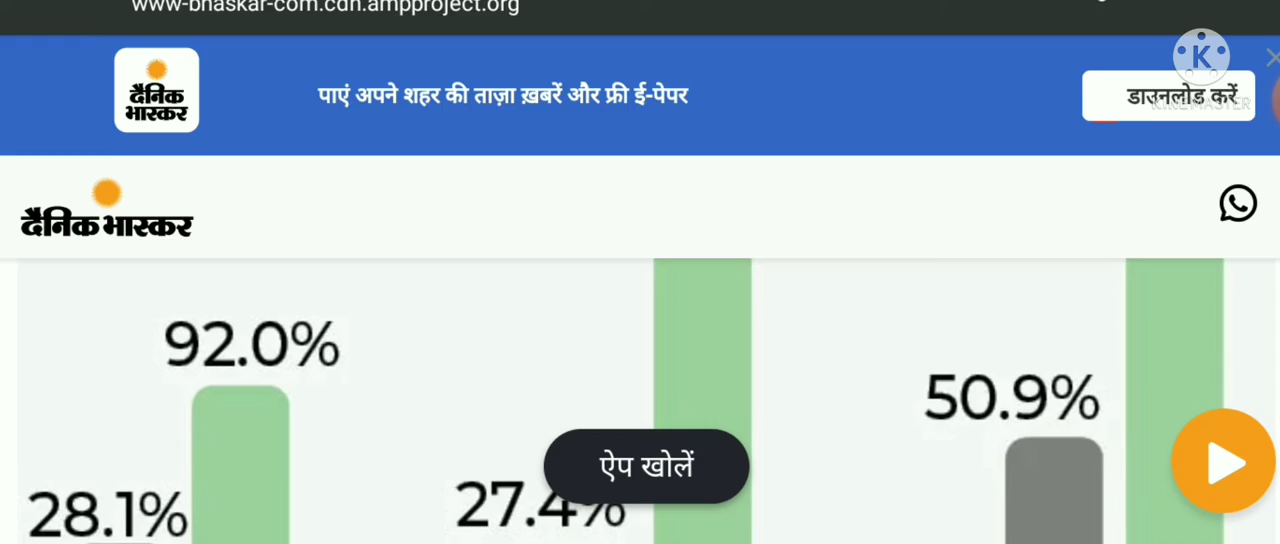 www-bhaskar-com.cdn.ampproject.org
K
दैनिक
भास्कर
पाएं अपने शहर की ताज़ा ख़बरें और फ्री ई-पेपर
डाउनलोड करें
KINEMASTER
दैनिक भास्कर
92.0%
50.9%
ऐप खोलें
27.4%
28.1%